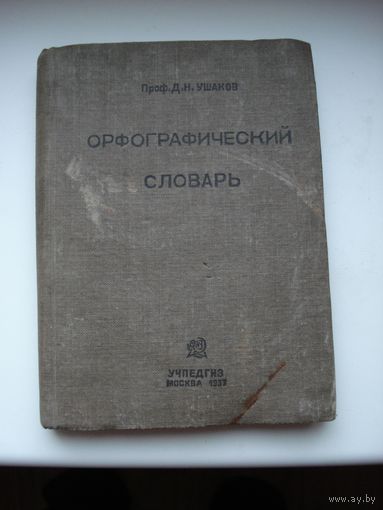 Проф. Д. Н. УШАКОВ
ОРФОГРАФИЧЕСКИЙ
СЛОВАРЬ
УЧПЕДГИЗ
МОСКВА 1937
www.ay.by